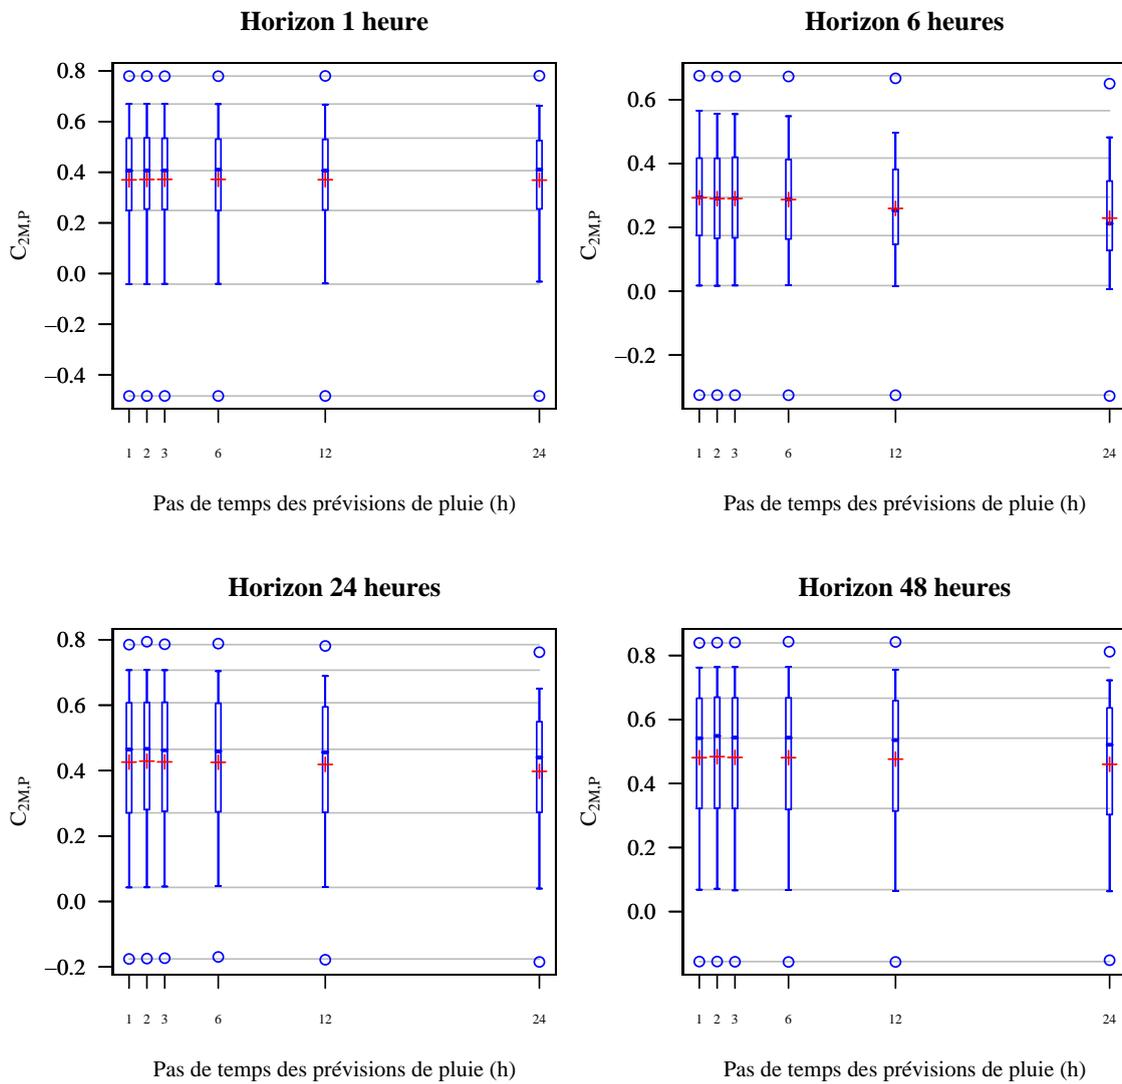 Horizon 1 heure
0.8
0.6
0.4
0.2
0.0
−0.2
−0.4
C2M,P
1 2 3 6 12 24
Pas de temps des prévisions de pluie (h)
Horizon 6 heures
0.6
0.4
0.2
0.0
−0.2
C2M,P
1 2 3 6 12 24
Pas de temps des prévisions de pluie (h)
Horizon 24 heures
0.8
0.6
0.4
0.2
0.0
−0.2
C2M,P
1 2 3 6 12 24
Pas de temps des prévisions de pluie (h)
Horizon 48 heures
0.8
0.6
0.4
0.2
0.0
C2M,P
1 2 3 6 12 24
Pas de temps des prévisions de pluie (h)